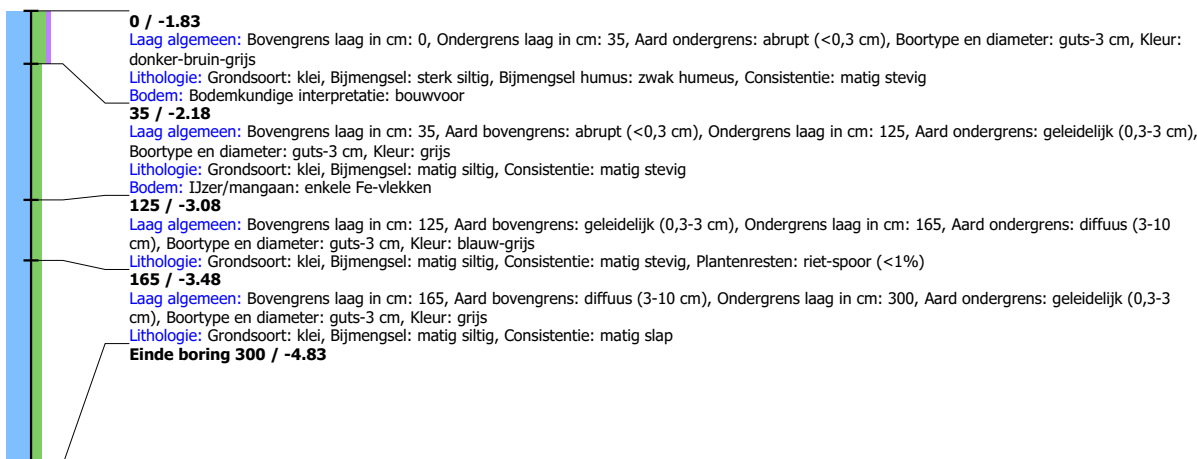 0 / -1.83
Laag algemeen: Bovengrens laag in cm: 0, Ondergrens laag in cm: 35, Aard ondergrens: abrupt (<0,3 cm), Boortype en diameter: guts-3 cm, Kleur:
donker-bruin-grijs
Lithologie: Grondsoort: klei, Bijmengsel: sterk siltig, Bijmengsel humus: zwak humeus, Consistentie: matig stevig
Bodem: Bodemkundige interpretatie: bouwvoor
35 / -2.18
Laag algemeen: Bovengrens laag in cm: 35, Aard bovengrens: abrupt (<0,3 cm), Ondergrens laag in cm: 125, Aard ondergrens: geleidelijk (0,3-3 cm),
Boortype en diameter: guts-3 cm, Kleur: grijs
Lithologie: Grondsoort: klei, Bijmengsel: matig siltig, Consistentie: matig stevig
Bodem: IJzer/mangaan: enkele Fe-vlekken
125 / -3.08
Laag algemeen: Bovengrens laag in cm: 125, Aard bovengrens: geleidelijk (0,3-3 cm), Ondergrens laag in cm: 165, Aard ondergrens: diffuus (3-10
cm), Boortype en diameter: guts-3 cm, Kleur: blauw-grijs
Lithologie: Grondsoort: klei, Bijmengsel: matig siltig, Consistentie: matig stevig, Plantenresten: riet-spoor (<1%)
165 / -3.48
Laag algemeen: Bovengrens laag in cm: 165, Aard bovengrens: diffuus (3-10 cm), Ondergrens laag in cm: 300, Aard ondergrens: geleidelijk (0,3-3
cm), Boortype en diameter: guts-3 cm, Kleur: grijs
Lithologie: Grondsoort: klei, Bijmengsel: matig siltig, Consistentie: matig slap
Einde boring 300 / -4.83